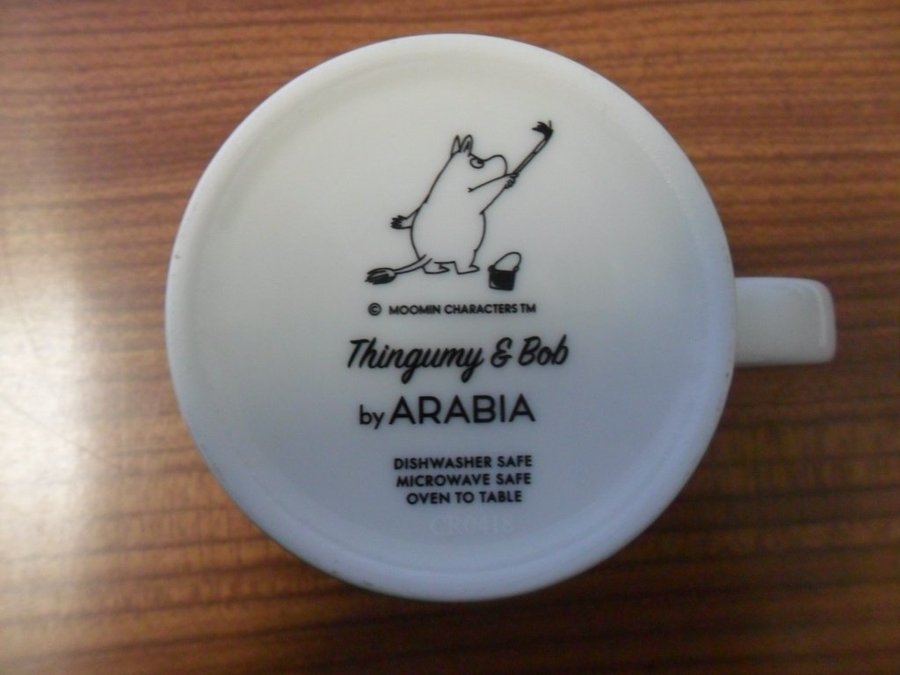 © MOOMIN CHARACTERS TM
Thingumy & Bob
by ARABIA
DISHWASHER SAFE
MICROWAVE SAFE
OVEN TO TABLE